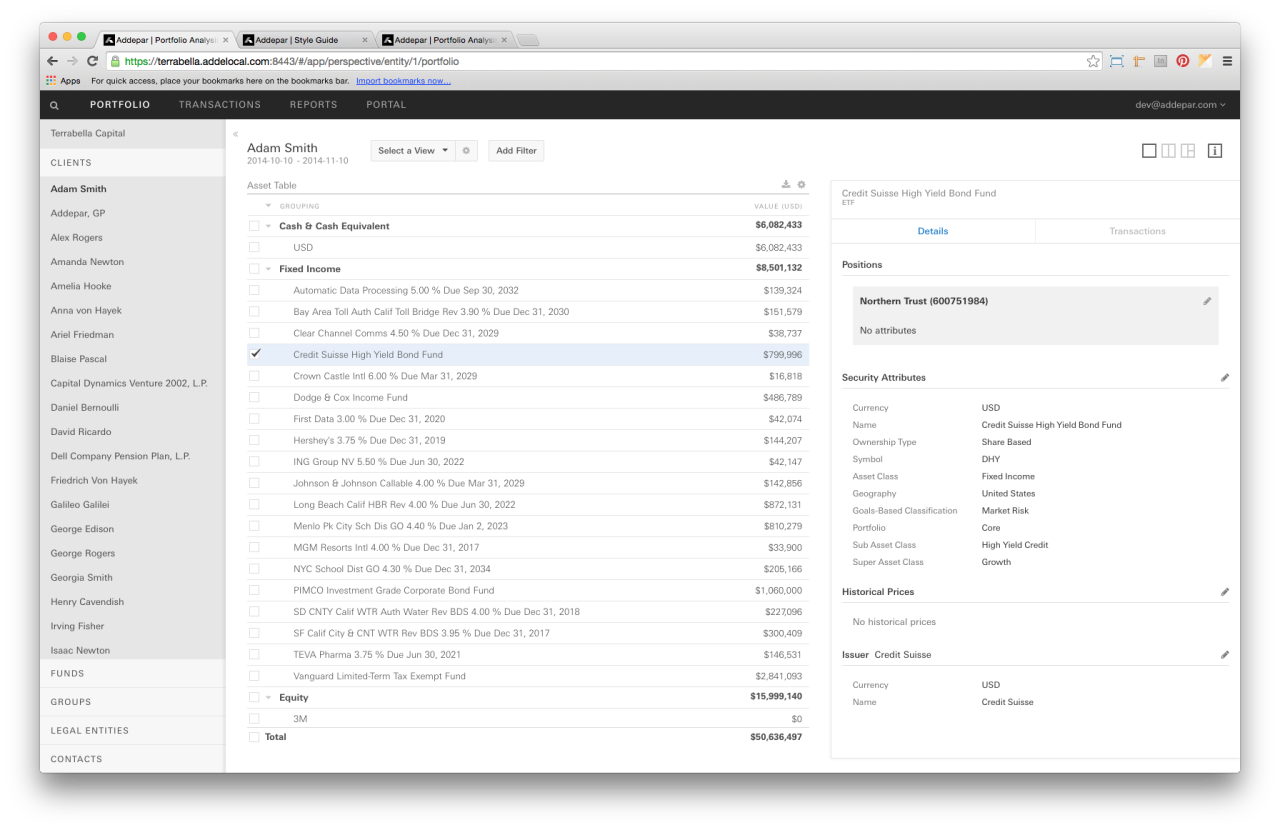 Addepar | Portfolio Analysi
Addepar | Style Guide
Addepar | Portfolio Analysi
https://terrabella.addelocal.com:8443/#/app/perspective/entity/1/portfolio
Apps For quick access, place your bookmarks here on the bookmarks bar. Import bookmarks now...
PORTFOLIO TRANSACTIONS REPORTS PORTAL dev@addepar.com
Terrabella Capital
CLIENTS
Adam Smith
Addepar, GP
Alex Rogers
Amanda Newton
Amelia Hooke
Anna von Hayek
Ariel Friedman
Blaise Pascal
Capital Dynamics Venture 2002, L.P.
Daniel Bernoulli
David Ricardo
Dell Company Pension Plan, L.P.
Friedrich Von Hayek
Galileo Galilei
George Edison
George Rogers
Georgia Smith
Henry Cavendish
Irving Fisher
Isaac Newton
FUNDS
GROUPS
LEGAL ENTITIES
CONTACTS
Adam Smith
2014-10-10 - 2014-11-10
Select a View
Add Filter
Asset Table
GROUPING VALUE (USD)
Cash & Cash Equivalent $6,082,433
USD $6,082,433
Fixed Income $8,501,132
Automatic Data Processing 5.00 % Due Sep 30, 2032 $139,324
Bay Area Toll Auth Calif Toll Bridge Rev 3.90 % Due Dec 31, 2030 $151,579
Clear Channel Comms 4.50 % Due Dec 31, 2029 $38,737
Credit Suisse High Yield Bond Fund $799,996
Crown Castle Intl 6.00 % Due Mar 31, 2029 $16,818
Dodge & Cox Income Fund $486,789
First Data 3.00 % Due Dec 31, 2020 $42,074
Hershey's 3.75 % Due Dec 31, 2019 $144,207
ING Group NV 5.50 % Due Jun 30, 2022 $42,147
Johnson & Johnson Callable 4.00 % Due Mar 31, 2029 $142,856
Long Beach Calif HBR Rev 4.00 % Due Jun 30, 2022 $872,131
Menlo Pk City Sch Dis GO 4.40 % Due Jan 2, 2023 $810,279
MGM Resorts Intl 4.00 % Due Dec 31, 2017 $33,900
NYC School Dist GO 4.30 % Due Dec 31, 2034 $205,166
PIMCO Investment Grade Corporate Bond Fund $1,060,000
SD CNTY Calif WTR Auth Water Rev BDS 4.00 % Due Dec 31, 2018 $227,096
SF Calif City & CNT WTR Rev BDS 3.95 % Due Dec 31, 2017 $300,409
TEVA Pharma 3.75 % Due Jun 30, 2021 $146,531
Vanguard Limited-Term Tax Exempt Fund $2,841,093
Equity $15,999,140
3M $0
Total $50,636,497
Credit Suisse High Yield Bond Fund
ETF
Details Transactions
Positions
Northern Trust (600751984)
No attributes
Security Attributes
Currency USD
Name Credit Suisse High Yield Bond Fund
Ownership Type Share Based
Symbol DHY
Asset Class Fixed Income
Geography United States
Goals-Based Classification Market Risk
Portfolio Core
Sub Asset Class High Yield Credit
Super Asset Class Growth
Historical Prices
No historical prices
Issuer Credit Suisse
Currency USD
Name Credit Suisse